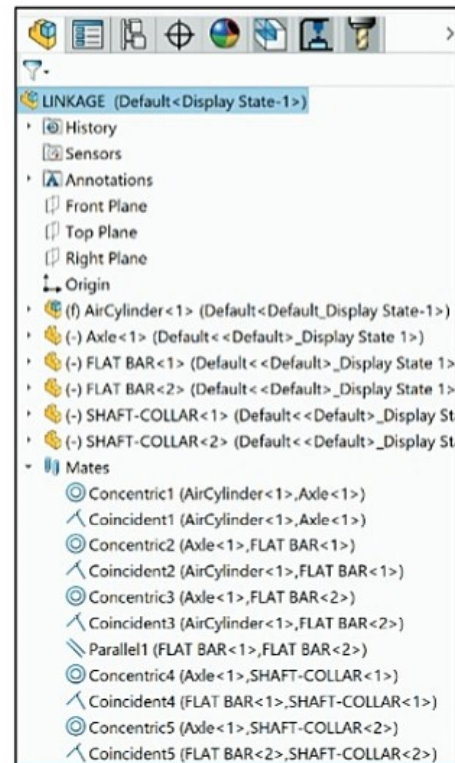 LINKAGE (Default<Display State-1>)
History
Sensors
Annotations
Front Plane
Top Plane
Right Plane
Origin
(f) AirCylinder<1> (Default<Default_Display State-1>)
(-) Axle<1> (Default<<Default>_Display State 1>)
(-) FLAT BAR<1> (Default<<Default>_Display State 1>
(-) FLAT BAR<2> (Default<<Default>_Display State 1>
(-) SHAFT-COLLAR<1> (Default<<Default>_Display Sta
(-) SHAFT-COLLAR<2> (Default<<Default>_Display Sta
Mates
Concentric1 (AirCylinder<1>,Axle<1>)
Coincident1 (AirCylinder<1>,Axle<1>)
Concentric2 (Axle<1>,FLAT BAR<1>)
Coincident2 (AirCylinder<1>,FLAT BAR<1>)
Concentric3 (Axle<1>,FLAT BAR<2>)
Coincident3 (AirCylinder<1>,FLAT BAR<2>)
Parallel1 (FLAT BAR<1>,FLAT BAR<2>)
Concentric4 (Axle<1>,SHAFT-COLLAR<1>)
Coincident4 (FLAT BAR<1>,SHAFT-COLLAR<1>)
Concentric5 (Axle<1>,SHAFT-COLLAR<2>)
Coincident5 (FLAT BAR<2>,SHAFT-COLLAR<2>)